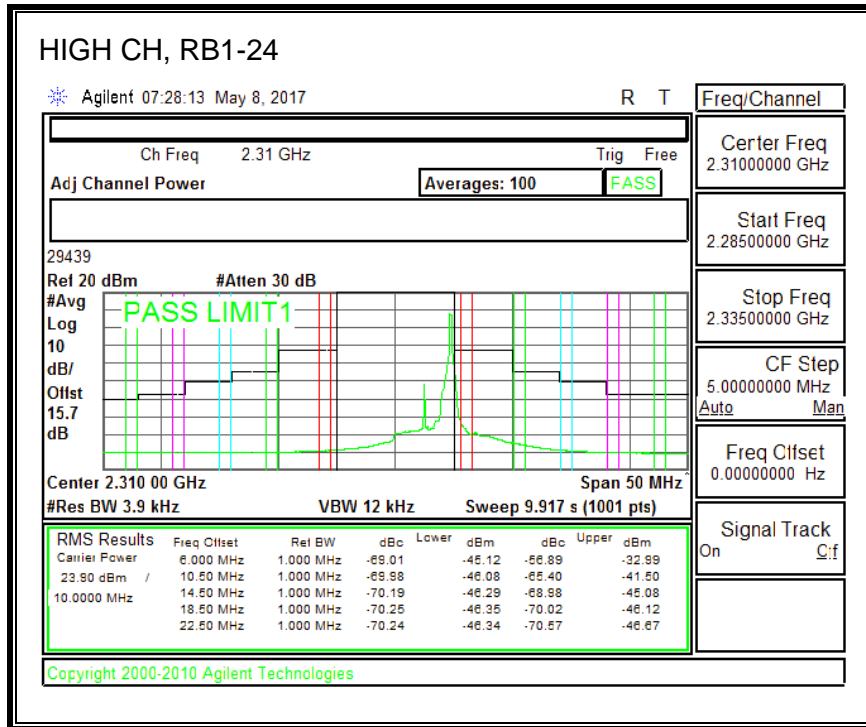 HIGH CH, RB1-24
Agilent 07:28:13 May 8, 2017 R T
Freq/Channel
Ch Freq 2.31 GHz Trig Free
Adj Channel Power Averages: 100 PASS
29439
Ref 20 dBm #Atten 30 dB
#Avg
Log
10
dB/
Offst
15.7
dB
PASS LIMIT1
Center 2.310 00 GHz Span 50 MHz
#Res BW 3.9 kHz VBW 12 kHz Sweep 9.917 s (1001 pts)
RMS Results Freq Offset Ref BW dBc Lower dBm dBc Upper dBm
Carrier Power 6.000 MHz 1.000 MHz -69.01 -45.12 -56.89 -32.99
23.90 dBm / 10.50 MHz 1.000 MHz -69.98 -46.08 -65.40 -41.50
10.0000 MHz 14.50 MHz 1.000 MHz -70.19 -46.29 -68.98 -45.08
18.50 MHz 1.000 MHz -70.25 -46.35 -70.02 -46.12
22.50 MHz 1.000 MHz -70.24 -46.34 -70.57 -46.67
Center Freq
2.31000000 GHz
Start Freq
2.28500000 GHz
Stop Freq
2.33500000 GHz
CF Step
5.00000000 MHz
Auto Man
Freq Offset
0.00000000 Hz
Signal Track
On Off
Copyright 2000-2010 Agilent Technologies